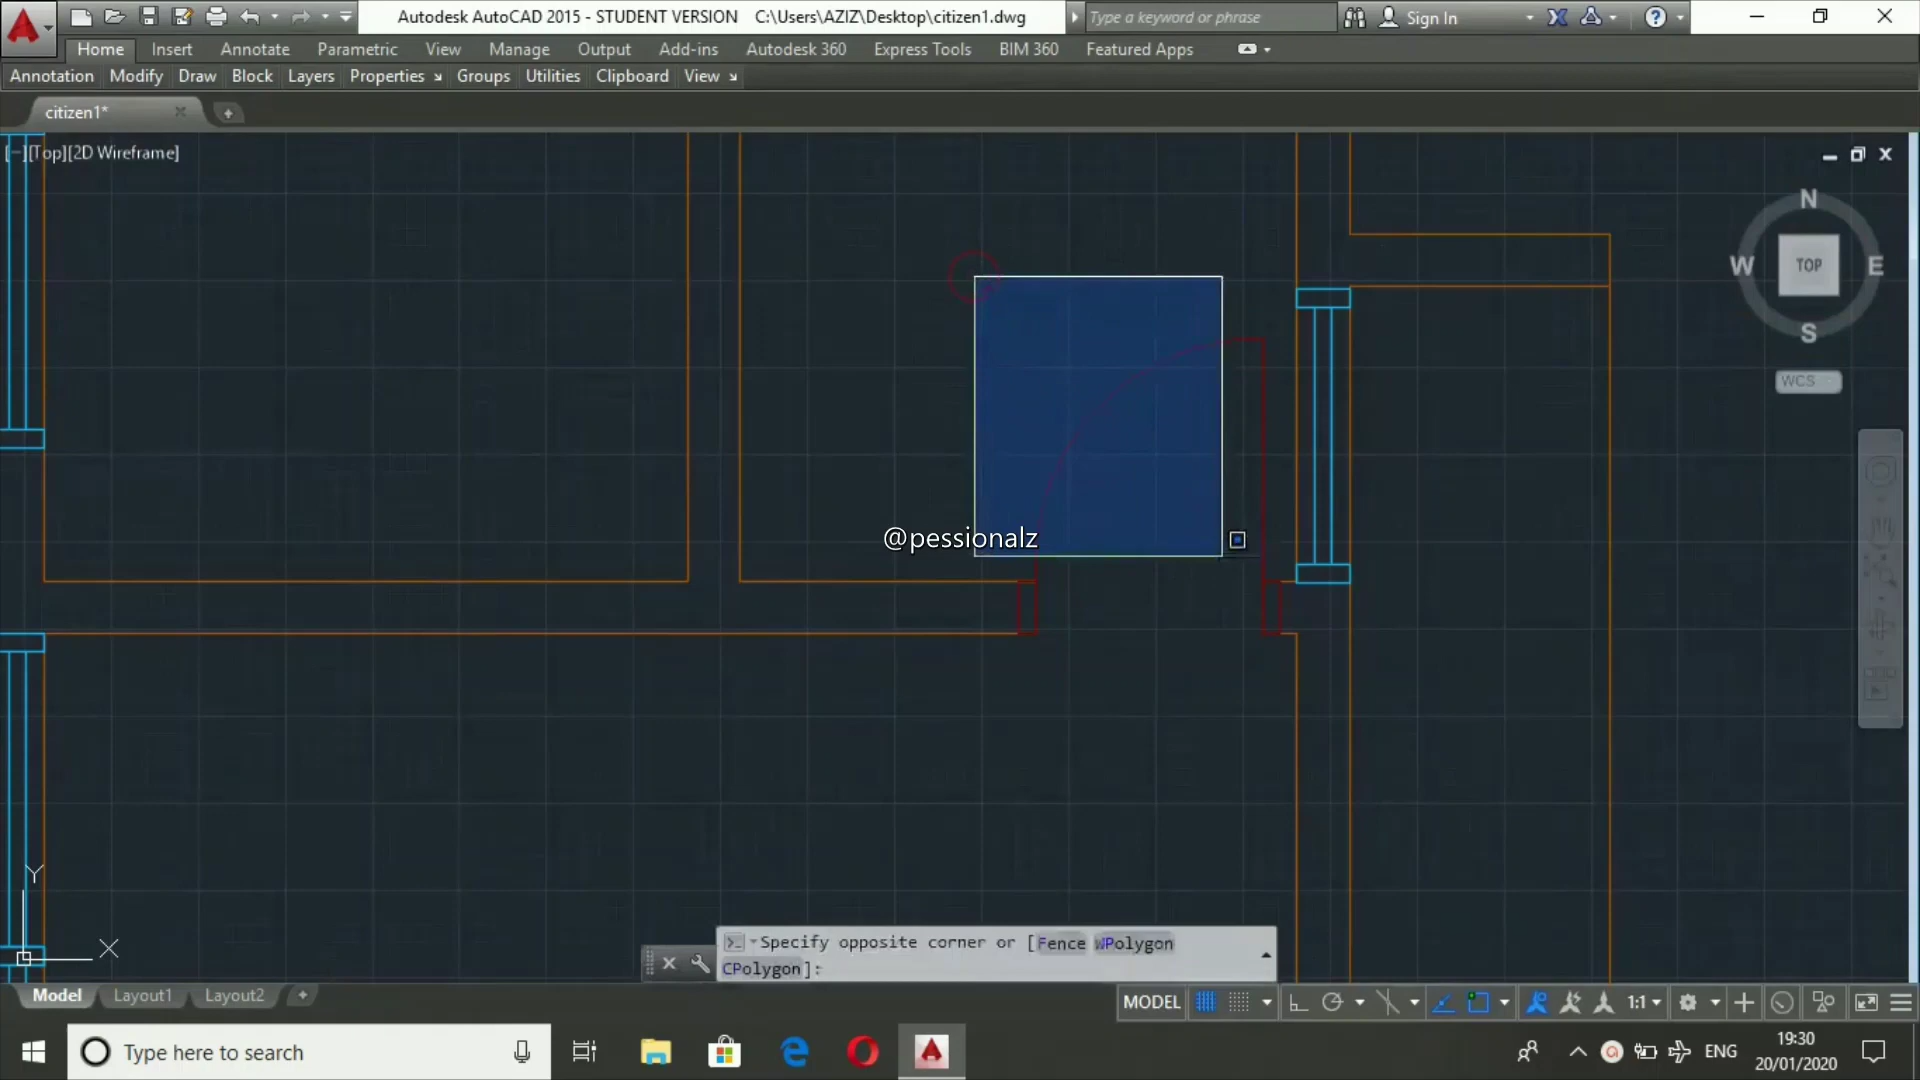 Autodesk AutoCAD 2015 - STUDENT VERSION C:\Users\AZIZ\Desktop\citizen1.dwg
Type a keyword or phrase
Sign In
Home Insert Annotate Parametric View Manage Output Add-ins Autodesk 360 Express Tools BIM 360 Featured Apps
Annotation Modify Draw Block Layers Properties Groups Utilities Clipboard View
citizen1*
[−][Top][2D Wireframe]
N
W TOP E
S
WCS
@pessionalz
Y
X
Specify opposite corner or [Fence WPolygon
CPolygon]:
Model Layout1 Layout2
MODEL 1:1
Type here to search
ENG
19:30
20/01/2020